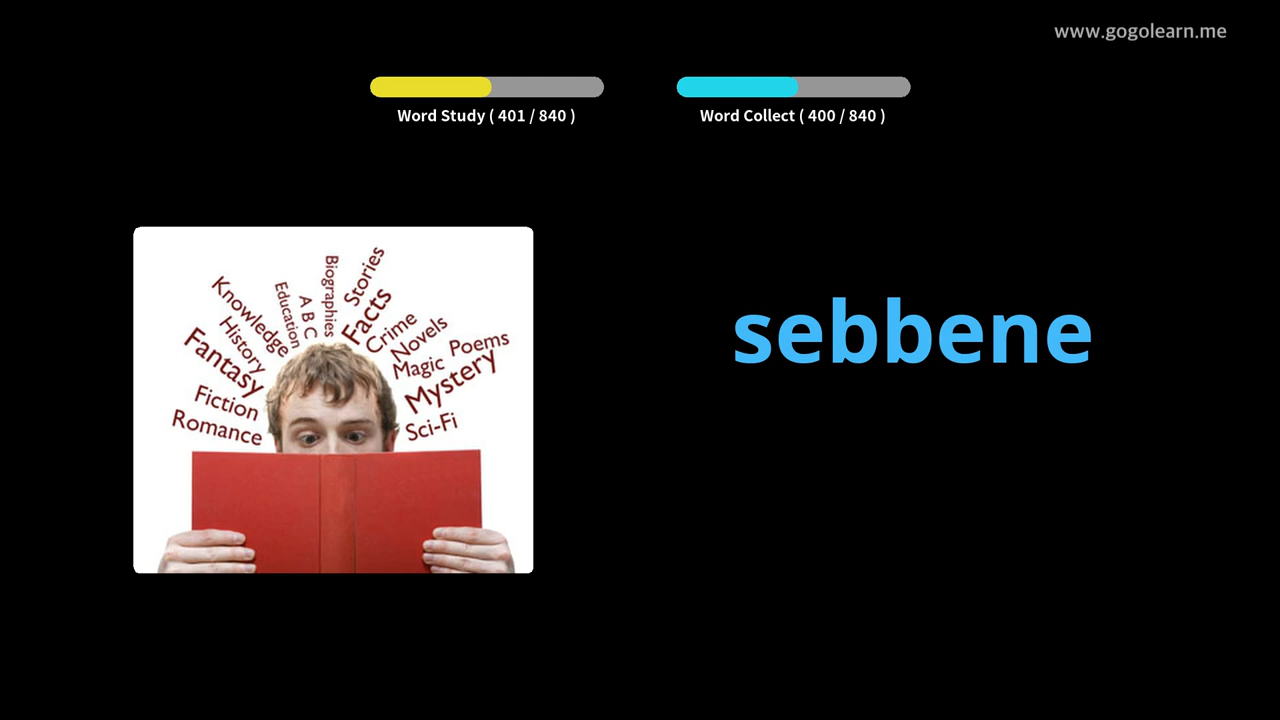 www.gogolearn.me
Word Study ( 401 / 840 )
Word Collect ( 400 / 840 )
Stories
Biographies
Facts
A B C
Education
Knowledge
Crime
History
Novels
Poems
Fantasy
Magic
Mystery
Fiction
Romance
Sci-Fi
sebbene